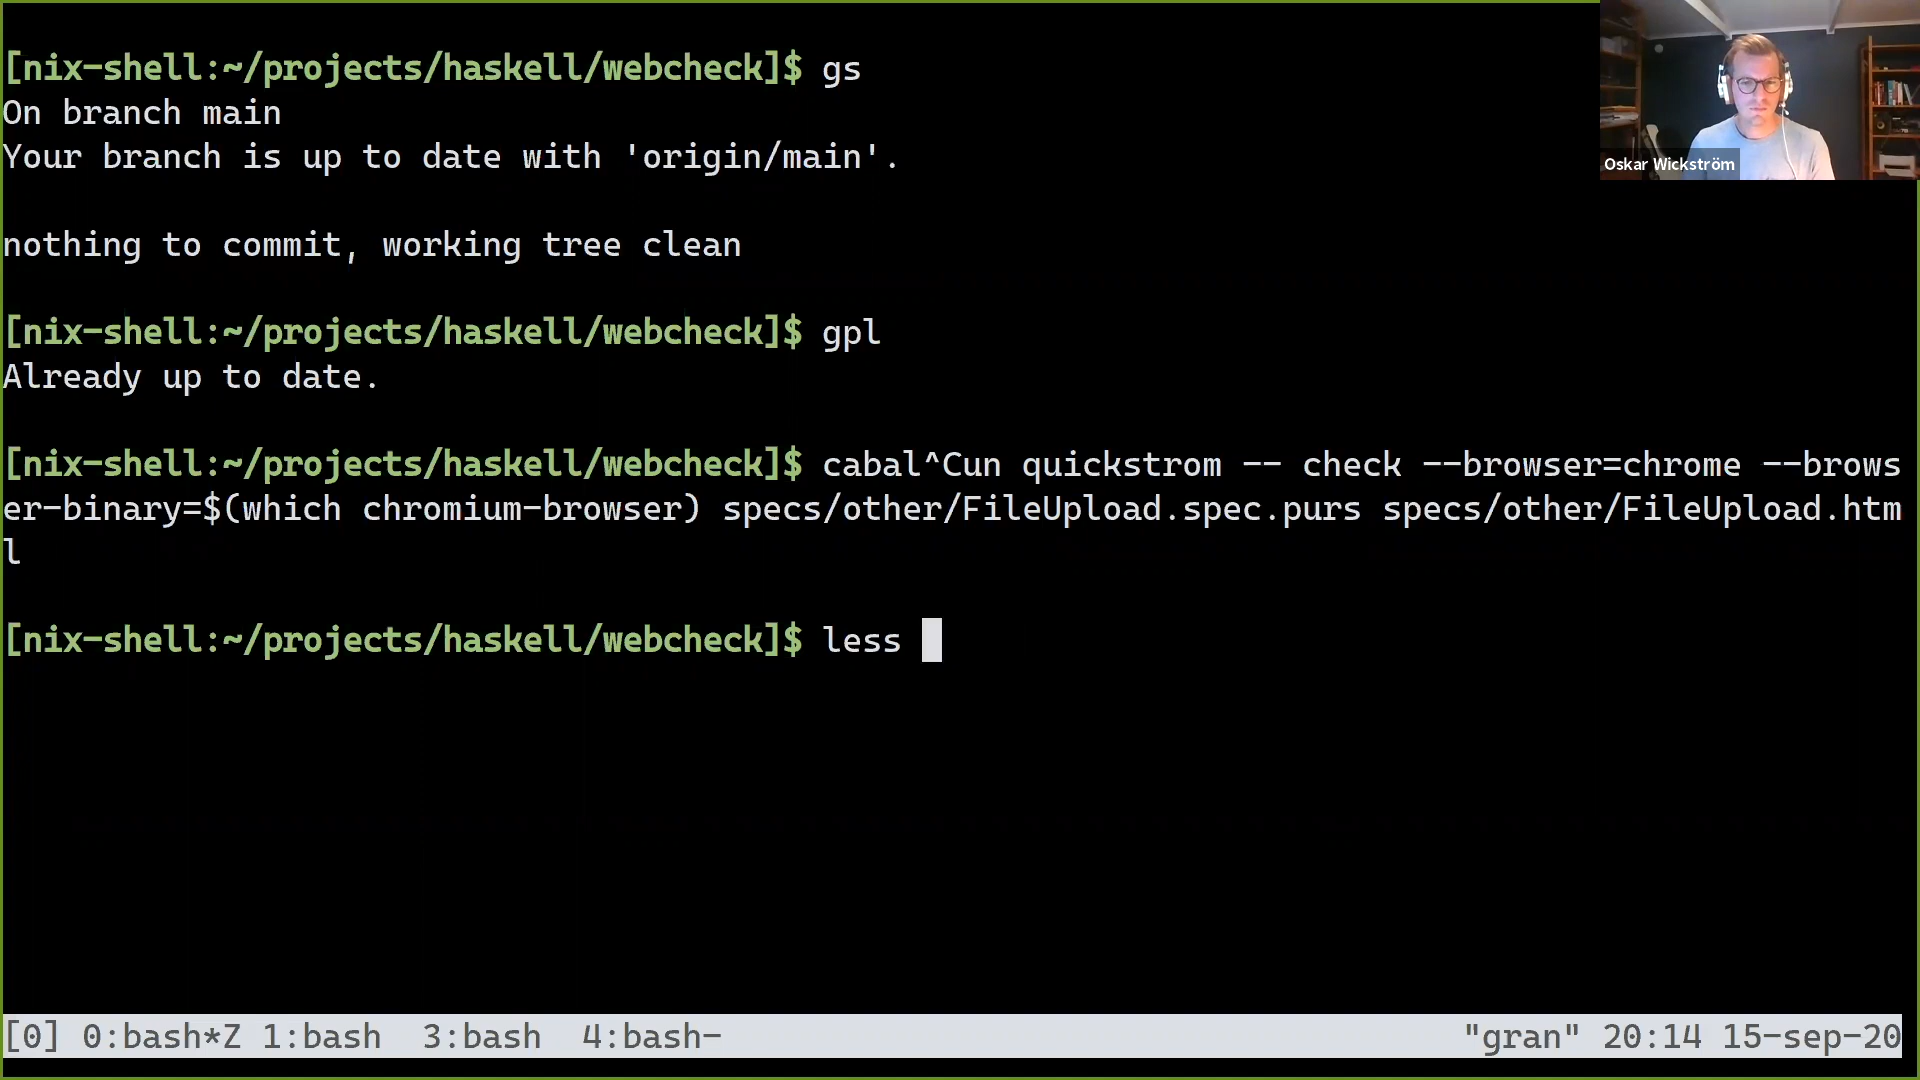 [nix-shell:~/projects/haskell/webcheck]$ gs
On branch main
Your branch is up to date with 'origin/main'.
nothing to commit, working tree clean
[nix-shell:~/projects/haskell/webcheck]$ gpl
Already up to date.
[nix-shell:~/projects/haskell/webcheck]$ cabal^Cun quickstrom -- check --browser=chrome --brows
er-binary=$(which chromium-browser) specs/other/FileUpload.spec.purs specs/other/FileUpload.htm
l
[nix-shell:~/projects/haskell/webcheck]$ less
Oskar Wickström
[0] 0:bash*Z 1:bash  3:bash  4:bash- "gran" 20:14 15-sep-20